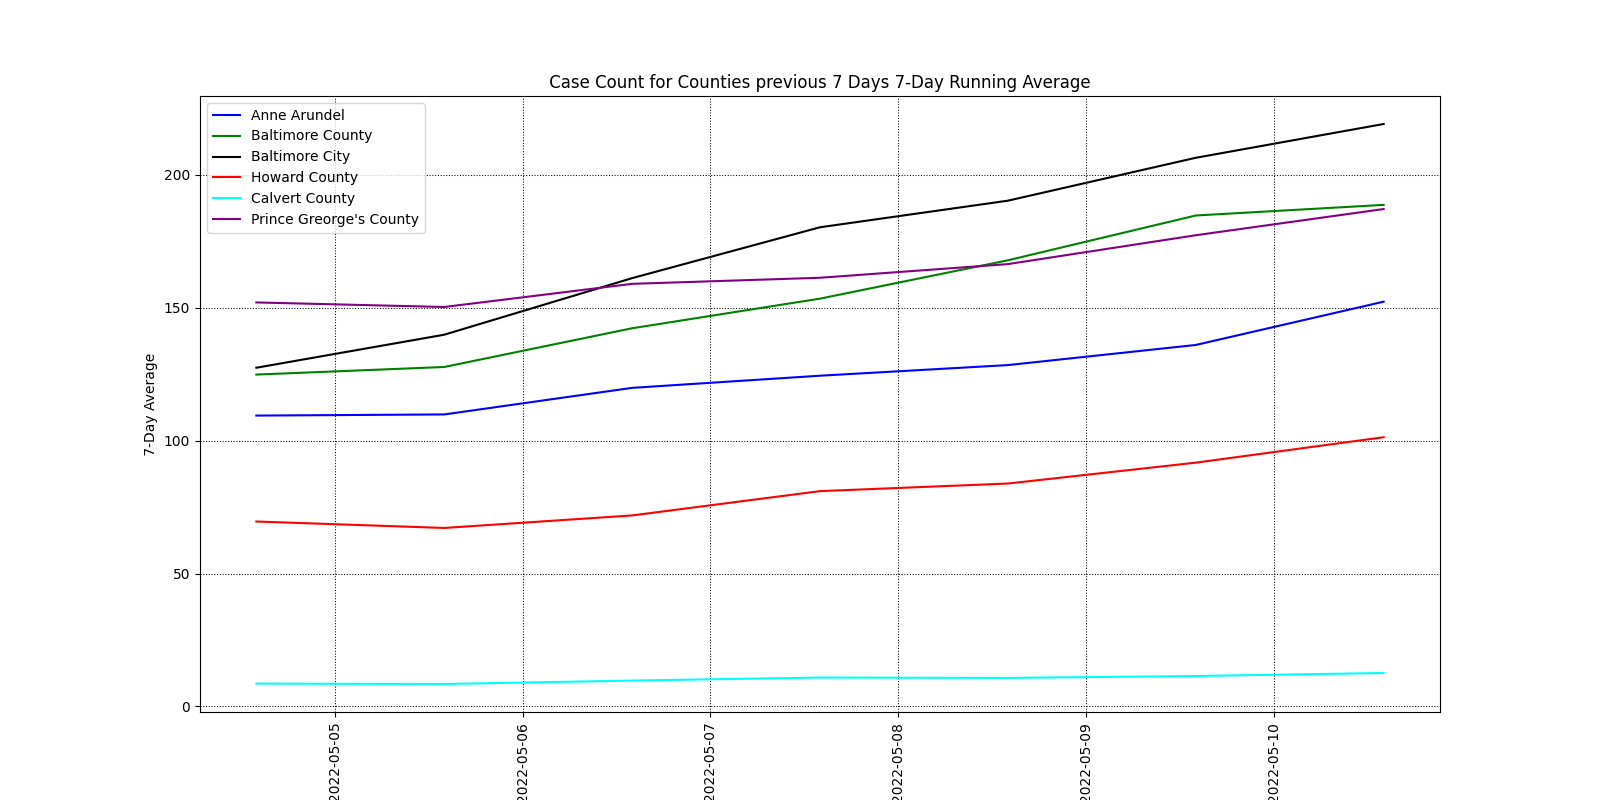 Case Count for Counties previous 7 Days 7-Day Running Average
Anne Arundel
Baltimore County
Baltimore City
Howard County
Calvert County
Prince Greorge's County
7-Day Average
200
150
100
50
0
2022-05-05
2022-05-06
2022-05-07
2022-05-08
2022-05-09
2022-05-10